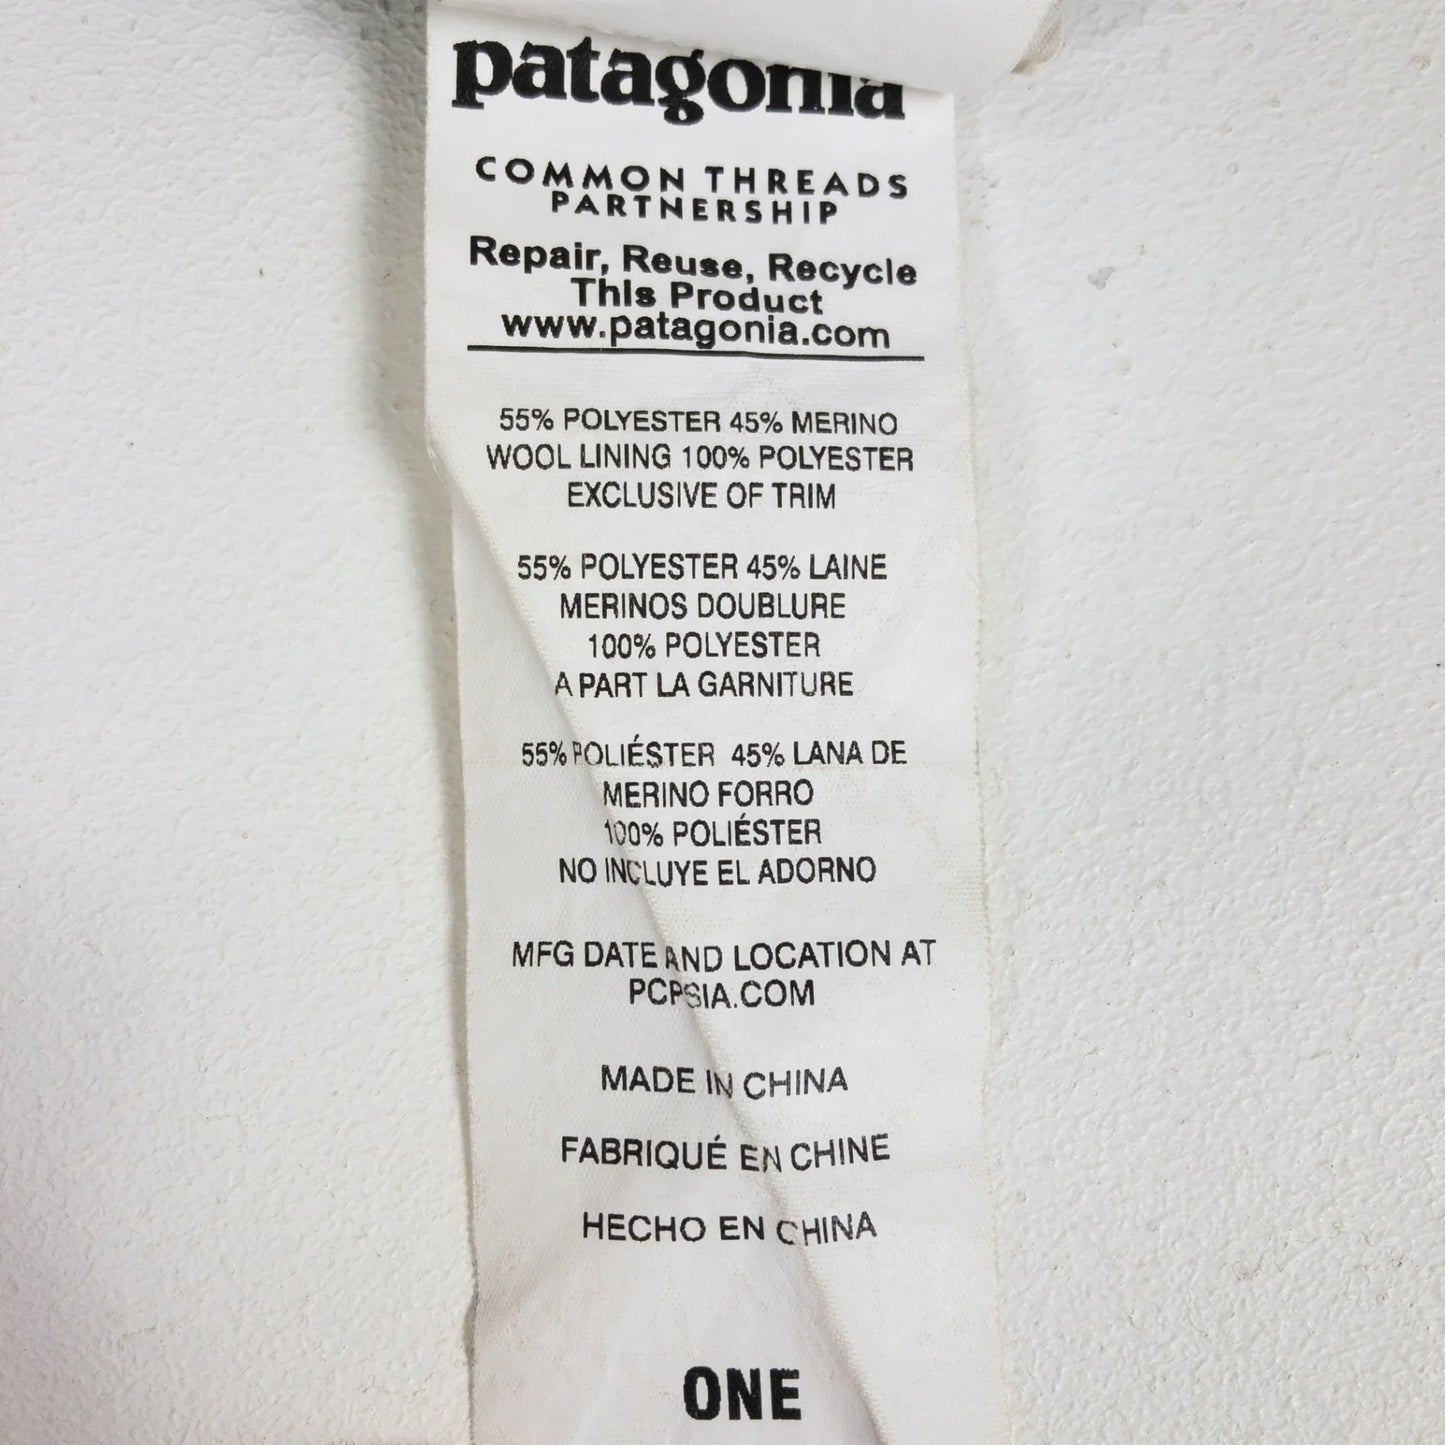 patagonia
COMMON THREADS
PARTNERSHIP
Repair, Reuse, Recycle
This Product
www.patagonia.com
55% POLYESTER 45% MERINO
WOOL LINING 100% POLYESTER
EXCLUSIVE OF TRIM
55% POLYESTER 45% LAINE
MERINOS DOUBLURE
100% POLYESTER
A PART LA GARNITURE
55% POLIÉSTER 45% LANA DE
MERINO FORRO
100% POLIÉSTER
NO INCLUYE EL ADORNO
MFG DATE AND LOCATION AT
PCPSIA.COM
MADE IN CHINA
FABRIQUÉ EN CHINE
HECHO EN CHINA
ONE